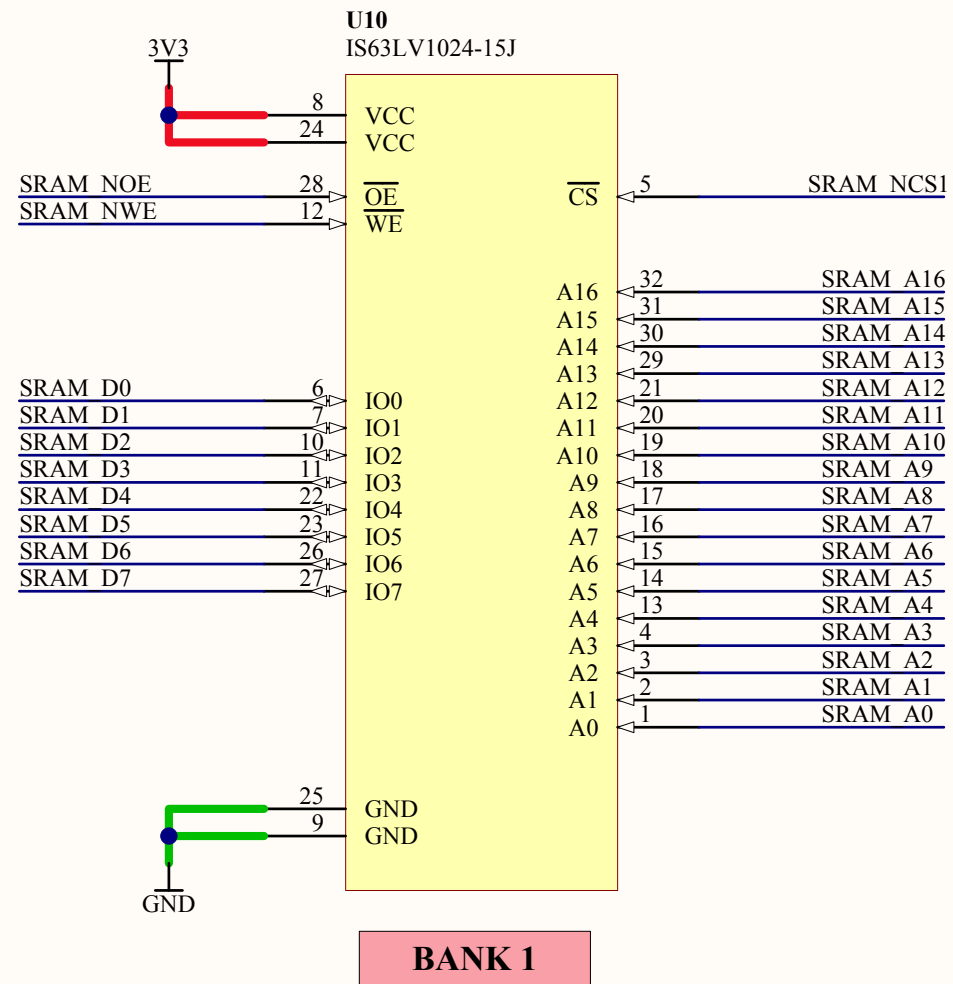 U10
IS63LV1024-15J
3V3
8 VCC
24 VCC
SRAM_NOE 28 OE CS 5 SRAM_NCS1
SRAM_NWE 12 WE
A16 32 SRAM_A16
A15 31 SRAM_A15
A14 30 SRAM_A14
A13 29 SRAM_A13
SRAM_D0 6 IO0 A12 21 SRAM_A12
SRAM_D1 7 IO1 A11 20 SRAM_A11
SRAM_D2 10 IO2 A10 19 SRAM_A10
SRAM_D3 11 IO3 A9 18 SRAM_A9
SRAM_D4 22 IO4 A8 17 SRAM_A8
SRAM_D5 23 IO5 A7 16 SRAM_A7
SRAM_D6 26 IO6 A6 15 SRAM_A6
SRAM_D7 27 IO7 A5 14 SRAM_A5
A4 13 SRAM_A4
A3 4 SRAM_A3
A2 3 SRAM_A2
A1 2 SRAM_A1
A0 1 SRAM_A0
25 GND
9 GND
GND
BANK 1